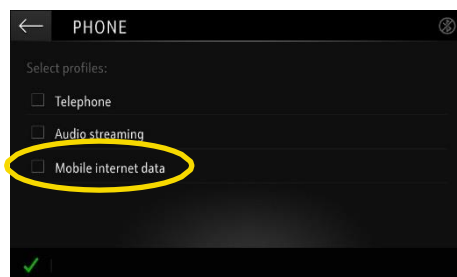 PHONE
Select profiles:
Telephone
Audio streaming
Mobile internet data